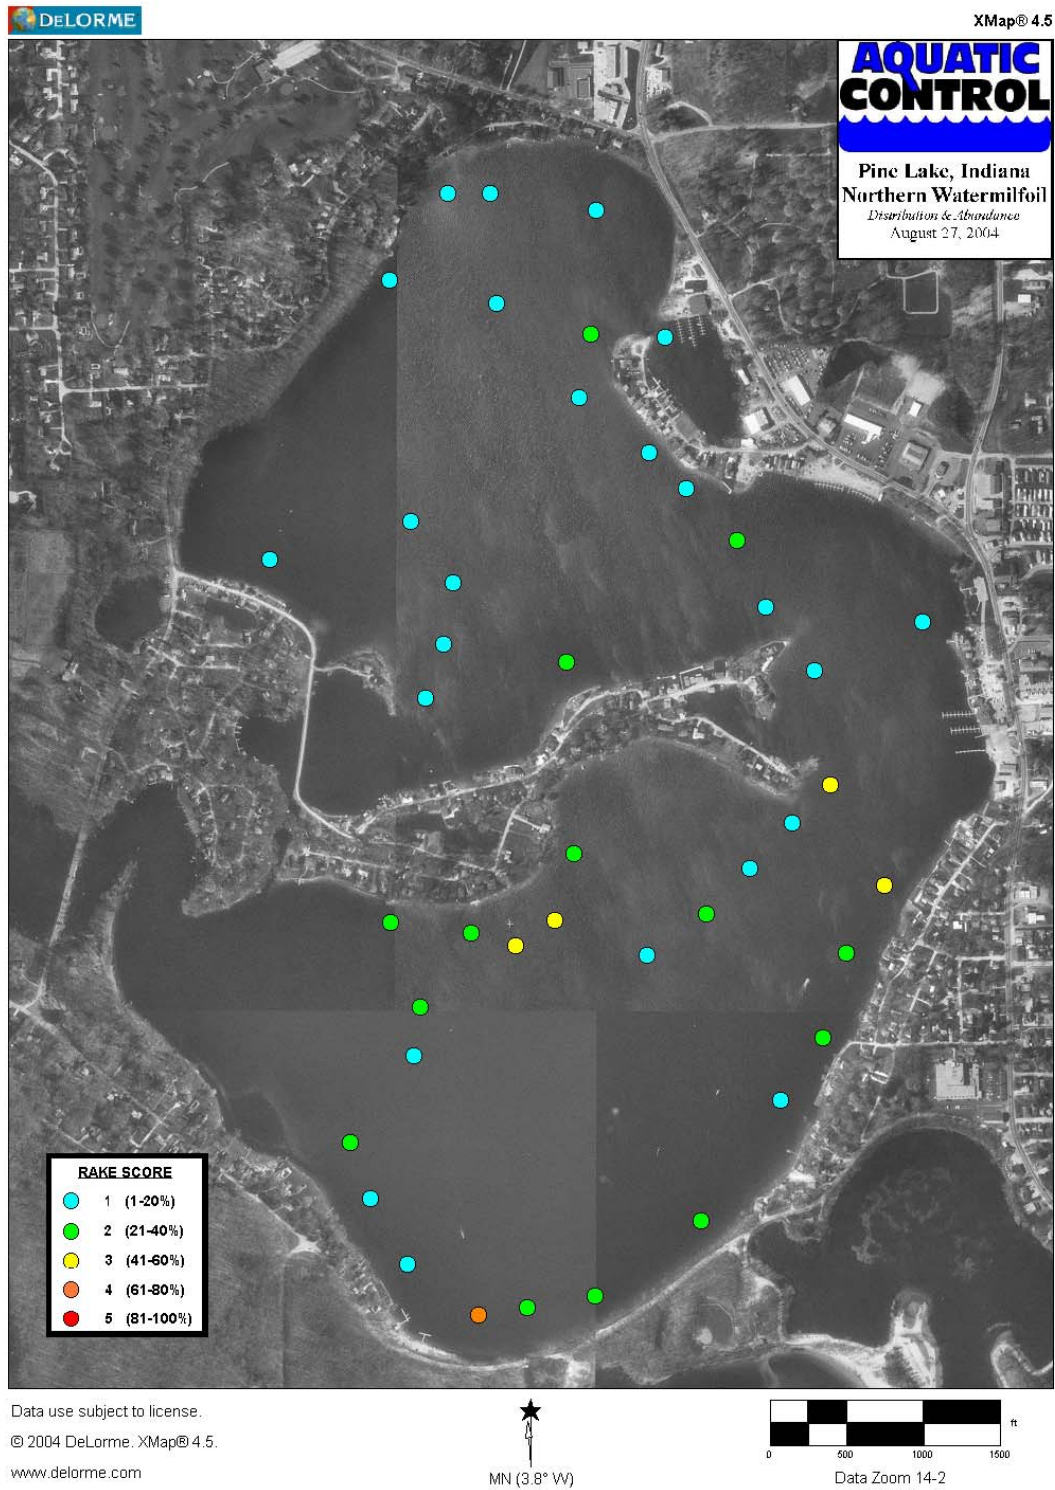 DELORME
XMap® 4.5
AQUATIC
CONTROL
Pine Lake, Indiana
Northern Watermilfoil
Distribution & Abundance
August 27, 2004
RAKE SCORE
1 (1-20%)
2 (21-40%)
3 (41-60%)
4 (61-80%)
5 (81-100%)
Data use subject to license.
© 2004 DeLorme. XMap® 4.5.
www.delorme.com
MN (3.8° W)
ft
0 500 1000 1500
Data Zoom 14-2